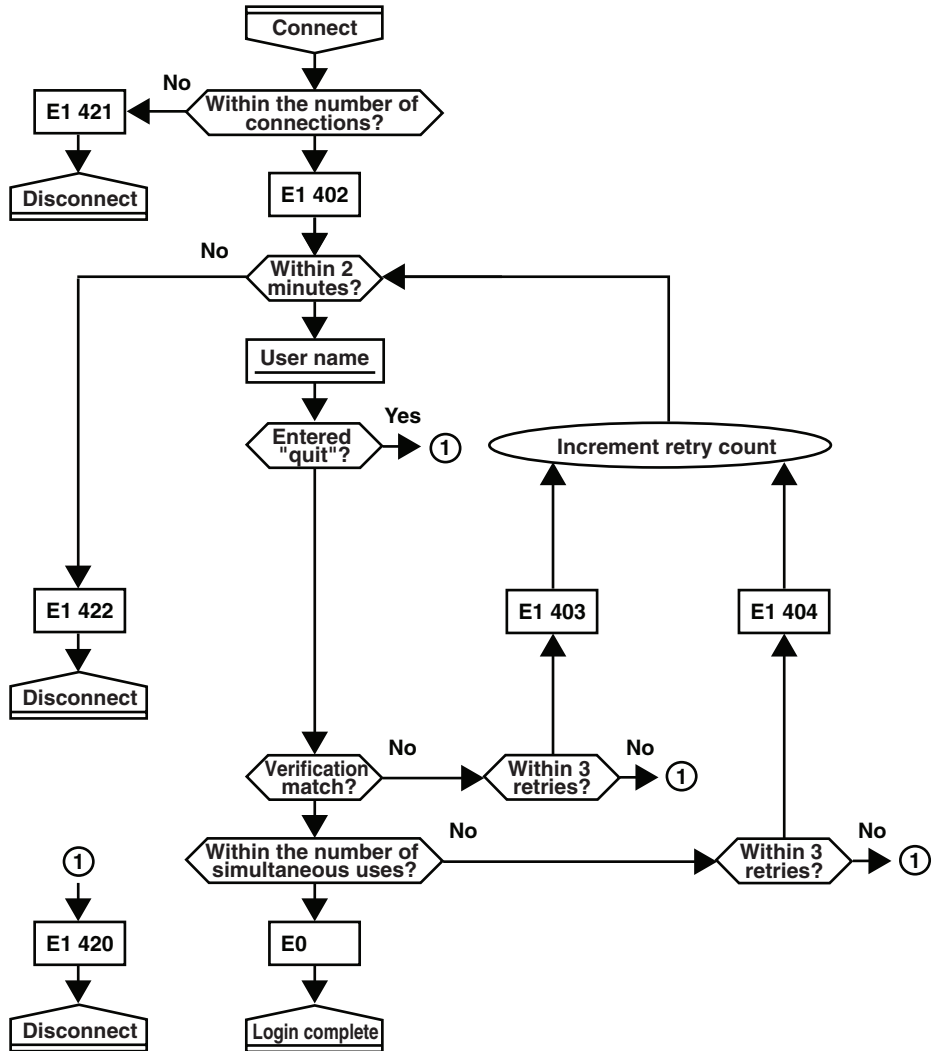 Connect
No
Within the number of
connections?
E1 421
Disconnect
E1 402
No
Within 2
minutes?
User name
Yes
Entered
"quit"?
1
Increment retry count
E1 422
Disconnect
E1 403
E1 404
Verification
match?
No
Within 3
retries?
No
1
Within the number of
simultaneous uses?
No
Within 3
retries?
No
1
1
E1 420
Disconnect
E0
Login complete